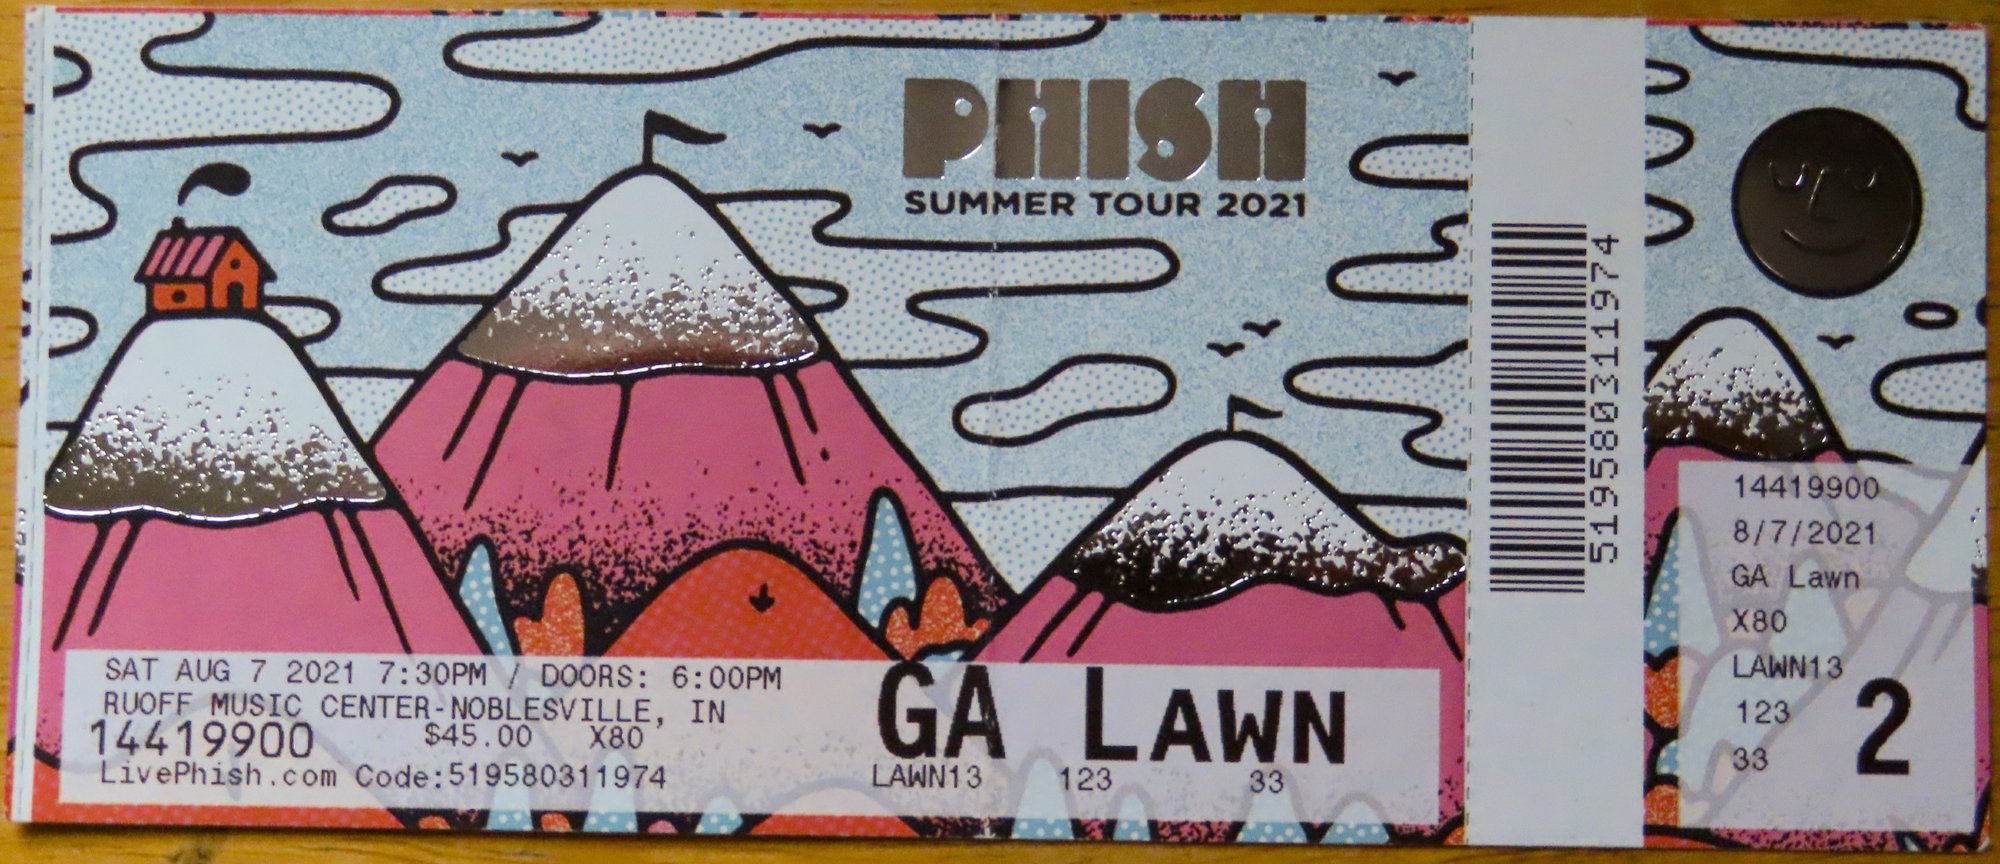 PHISH
SUMMER TOUR 2021
SAT AUG 7 2021 7:30PM / DOORS: 6:00PM
RUOFF MUSIC CENTER-NOBLESVILLE, IN
14419900 $45.00 X80
LivePhish.com Code:519580311974
GA LAWN
LAWN13 123 33
519580311974
14419900
8/7/2021
GA Lawn
X80
LAWN13
123
33
2